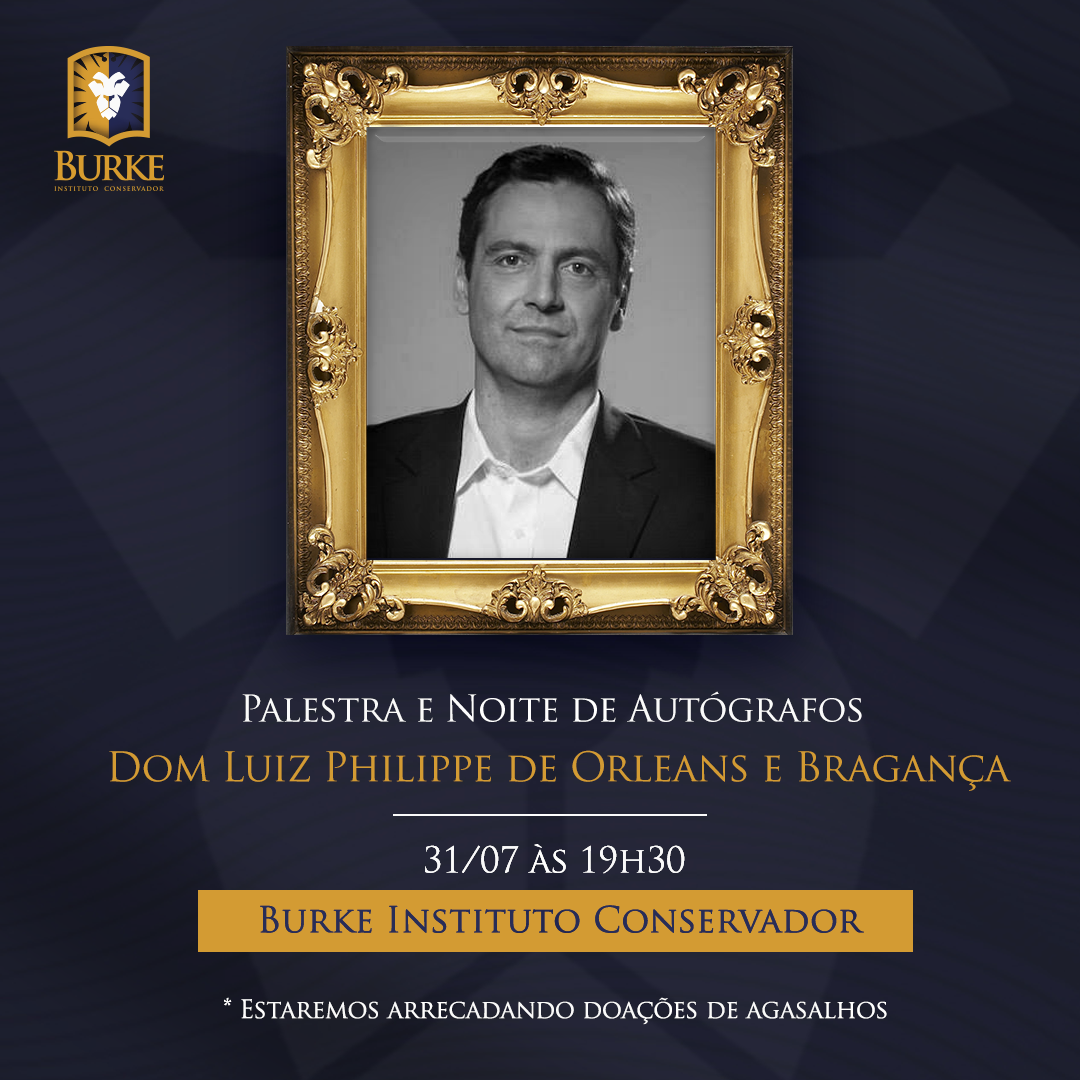 Burke
Instituto Conservador
Palestra e Noite de Autógrafos
Dom Luiz Philippe de Orleans e Bragança
31/07 às 19h30
Burke Instituto Conservador
* Estaremos arrecadando doações de agasalhos